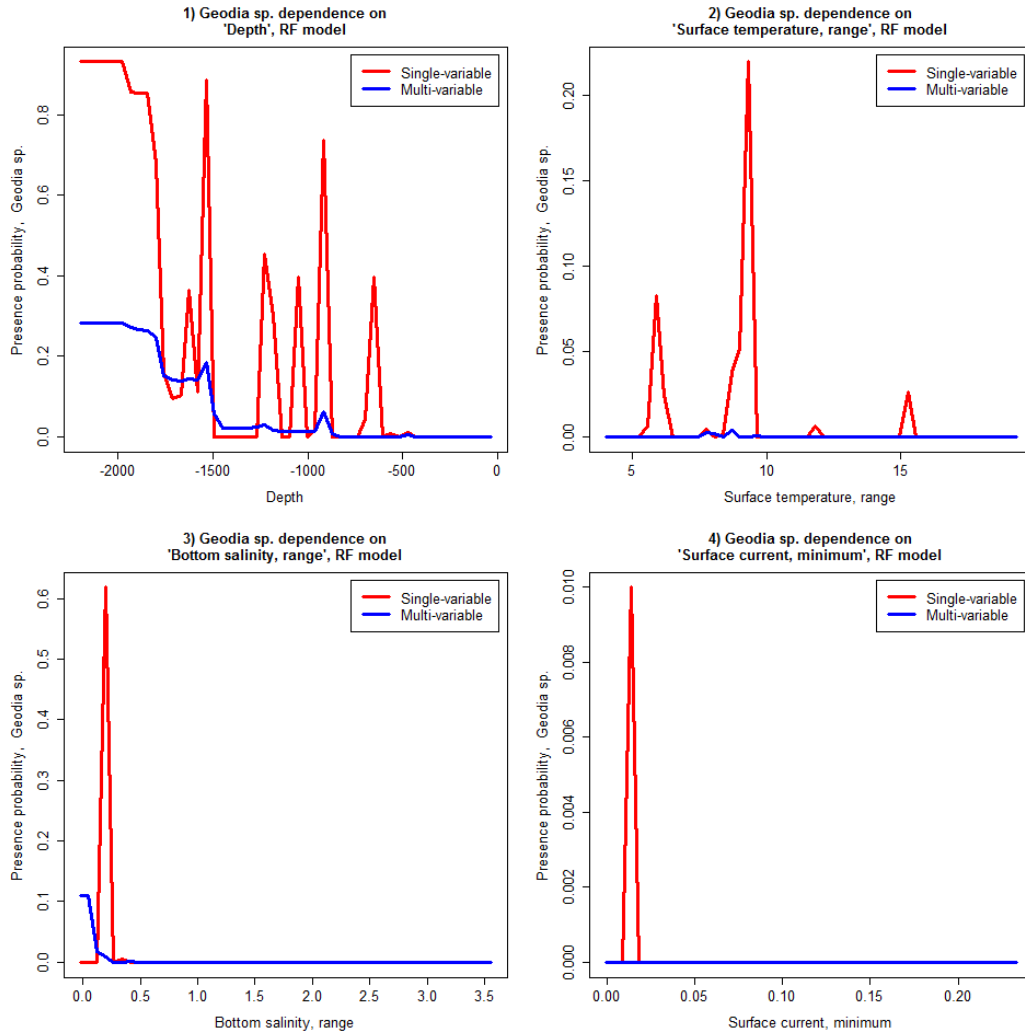 1) Geodia sp. dependence on
'Depth', RF model
Single-variable
Multi-variable
Presence probability, Geodia sp.
0.0
0.2
0.4
0.6
0.8
-2000
-1500
-1000
-500
0
Depth
2) Geodia sp. dependence on
'Surface temperature, range', RF model
Single-variable
Multi-variable
Presence probability, Geodia sp.
0.00
0.05
0.10
0.15
0.20
5
10
15
Surface temperature, range
3) Geodia sp. dependence on
'Bottom salinity, range', RF model
Single-variable
Multi-variable
Presence probability, Geodia sp.
0.0
0.1
0.2
0.3
0.4
0.5
0.6
0.0
0.5
1.0
1.5
2.0
2.5
3.0
3.5
Bottom salinity, range
4) Geodia sp. dependence on
'Surface current, minimum', RF model
Single-variable
Multi-variable
Presence probability, Geodia sp.
0.000
0.002
0.004
0.006
0.008
0.010
0.00
0.05
0.10
0.15
0.20
Surface current, minimum